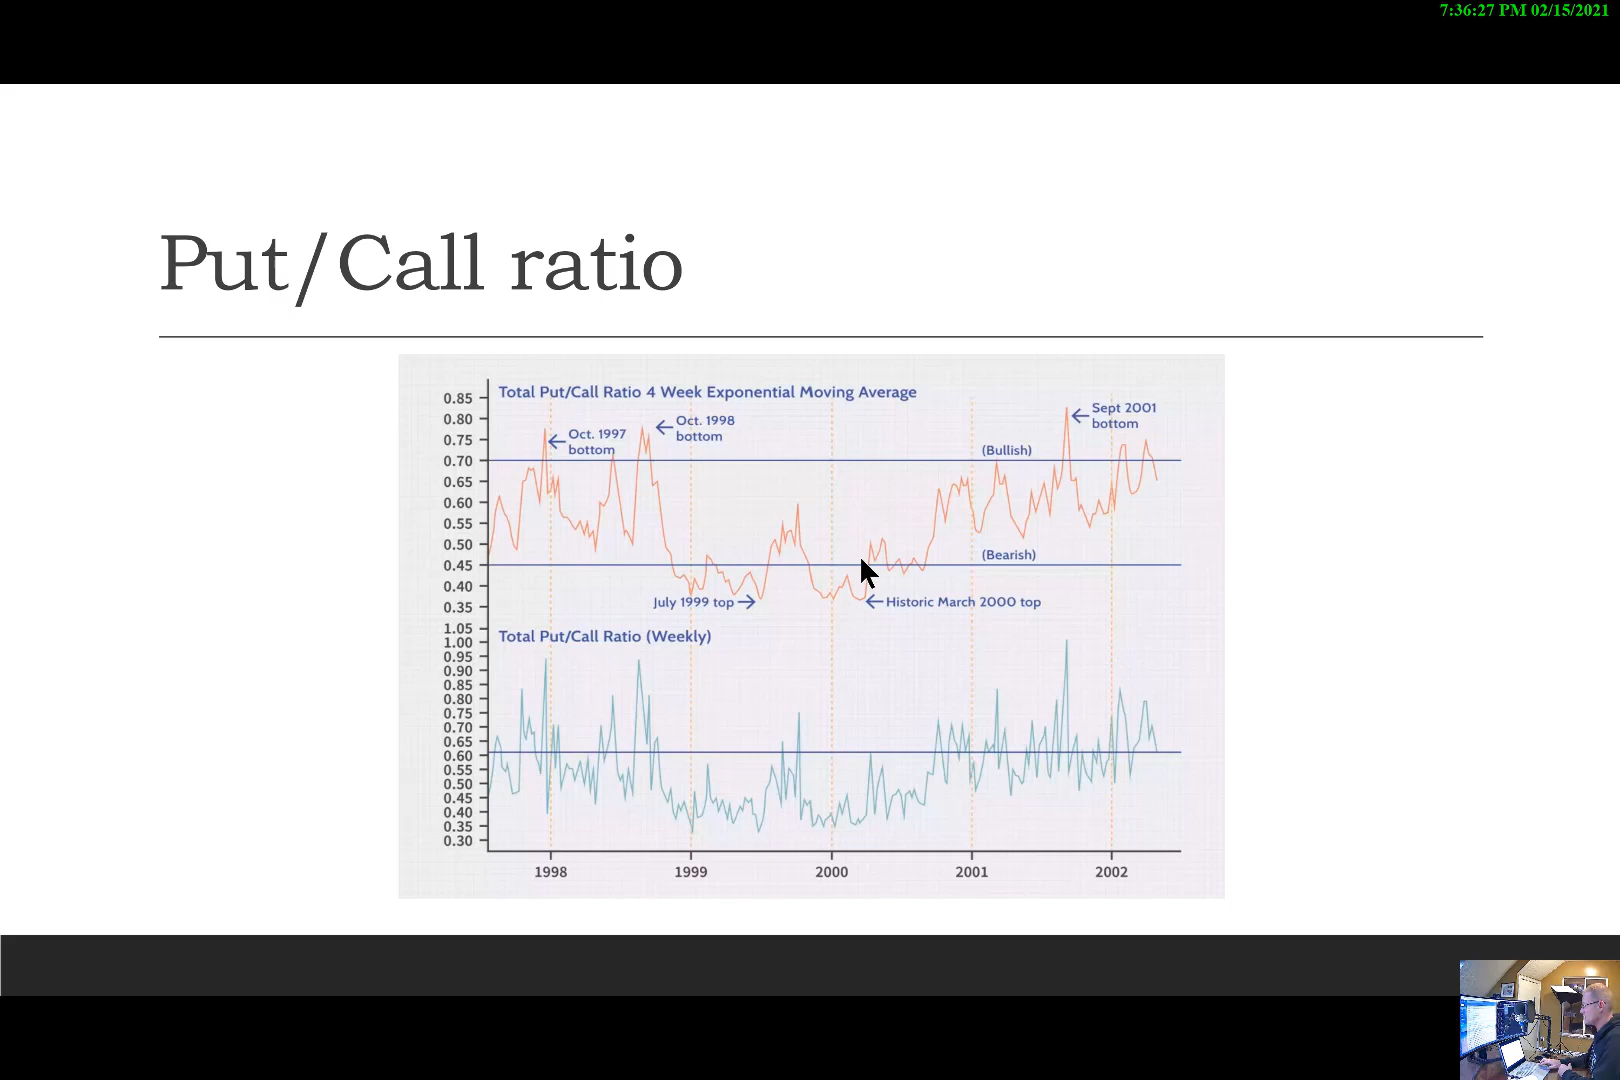 7:36:27 PM 02/15/2021
Put/Call ratio
Total Put/Call Ratio 4 Week Exponential Moving Average
0.85
0.80
0.75
0.70
0.65
0.60
0.55
0.50
0.45
0.40
0.35
Oct. 1997
bottom
Oct. 1998
bottom
Sept 2001
bottom
(Bullish)
(Bearish)
July 1999 top
Historic March 2000 top
Total Put/Call Ratio (Weekly)
1.05
1.00
0.95
0.90
0.85
0.80
0.75
0.70
0.65
0.60
0.55
0.50
0.45
0.40
0.35
0.30
1998
1999
2000
2001
2002